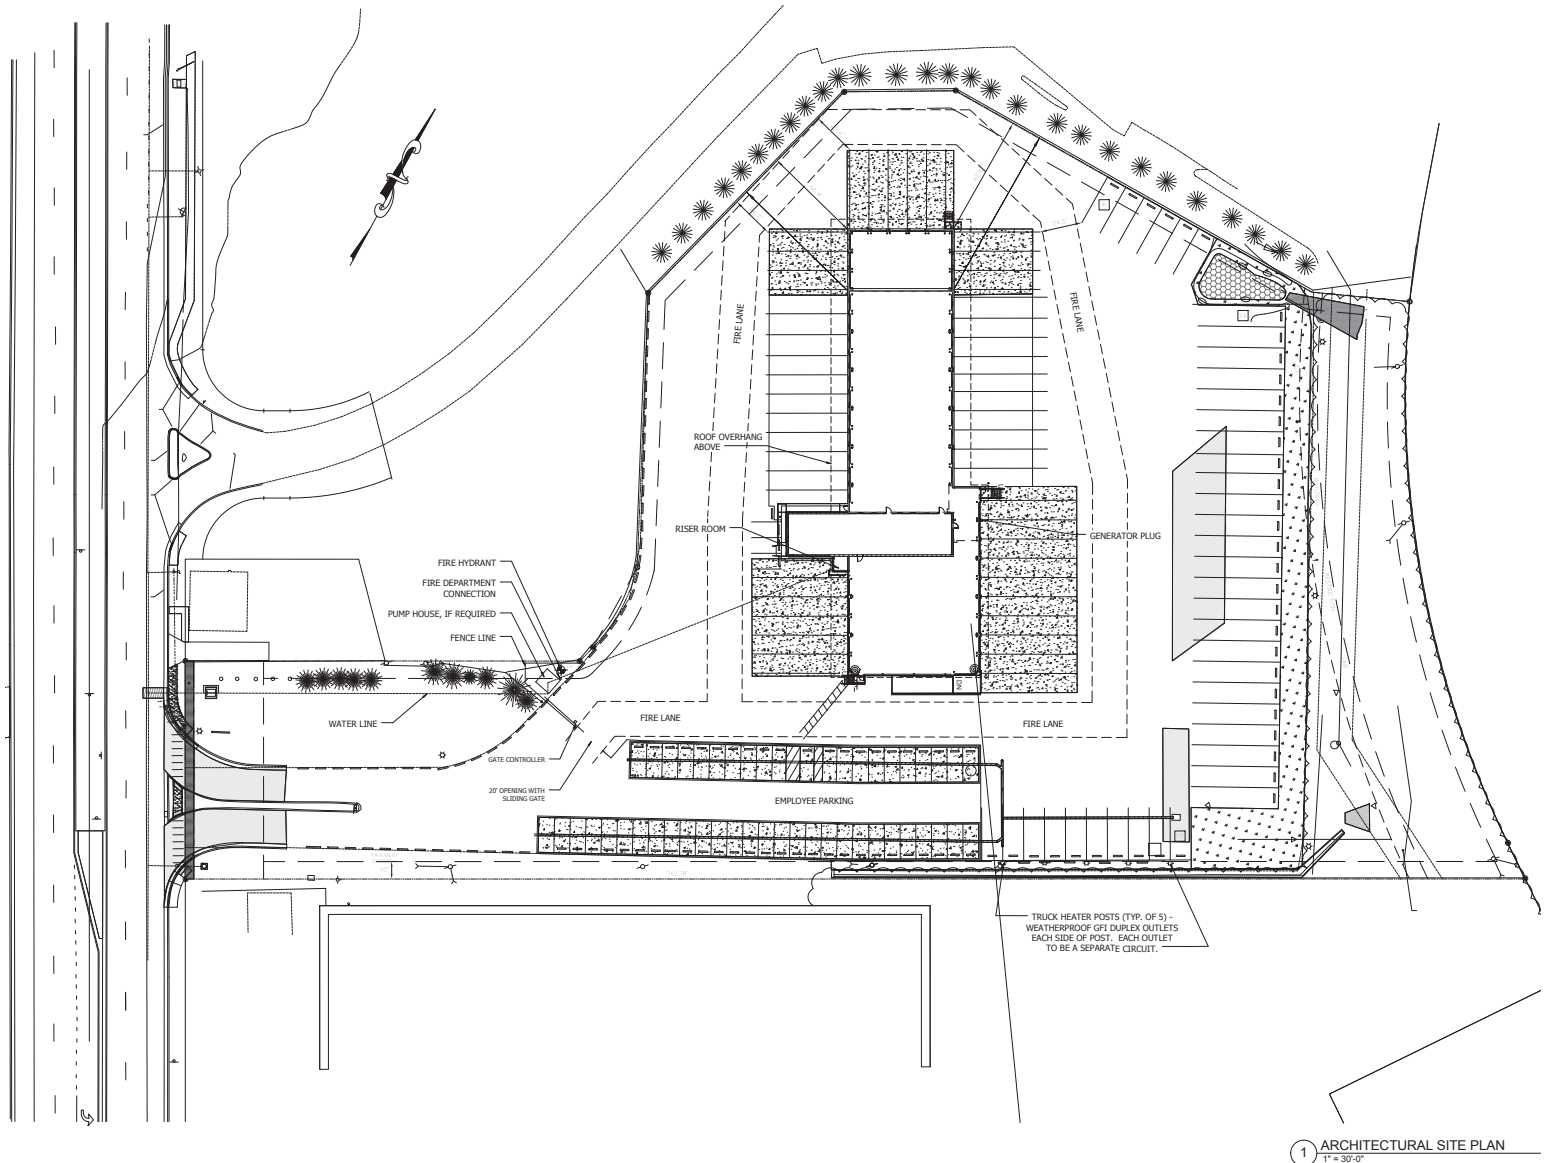 FIRE LANE
FIRE LANE
ROOF OVERHANG
ABOVE
RISER ROOM
GENERATOR PLUG
FIRE HYDRANT
FIRE DEPARTMENT
CONNECTION
PUMP HOUSE, IF REQUIRED
FENCE LINE
WATER LINE
GATE CONTROLLER
20' OPENING WITH
SLIDING GATE
FIRE LANE
FIRE LANE
DN
EMPLOYEE PARKING
TRUCK HEATER POSTS (TYP. OF 5) -
WEATHERPROOF GFI DUPLEX OUTLETS
EACH SIDE OF POST. EACH OUTLET
TO BE A SEPARATE CIRCUIT.
1
ARCHITECTURAL SITE PLAN
1" = 30'-0"